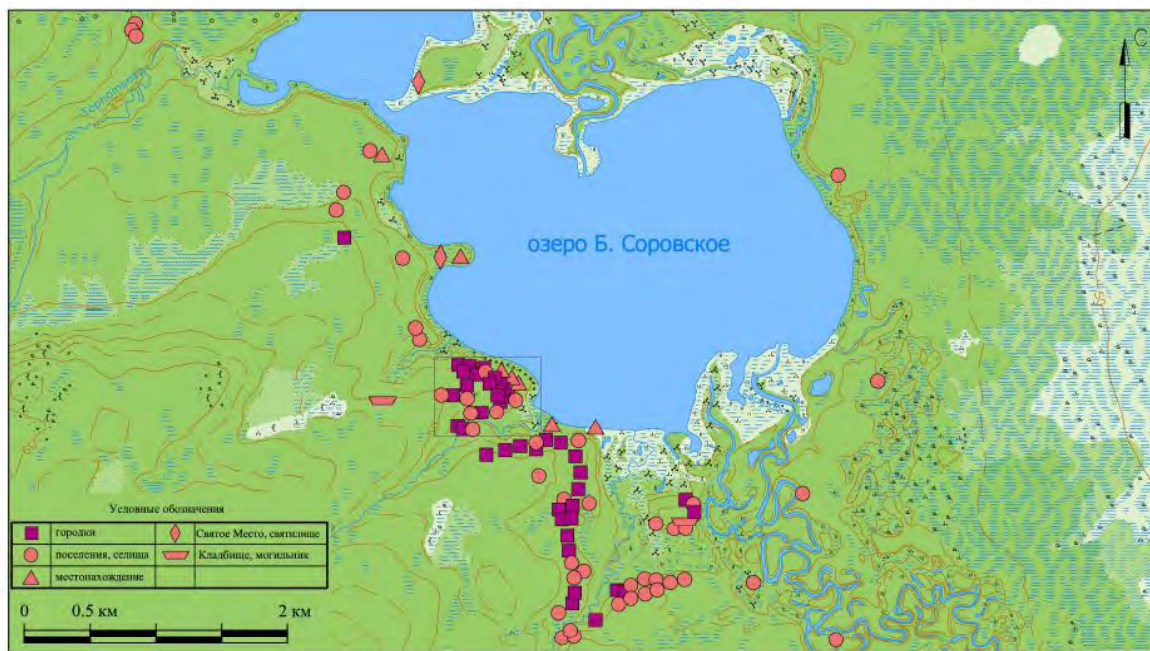 С
озеро Б. Соровское
50
Условные обозначения
городки
Святое Место, святилище
поселения, селища
Кладбище, могильник
местонахождение
0 0.5 км 2 км